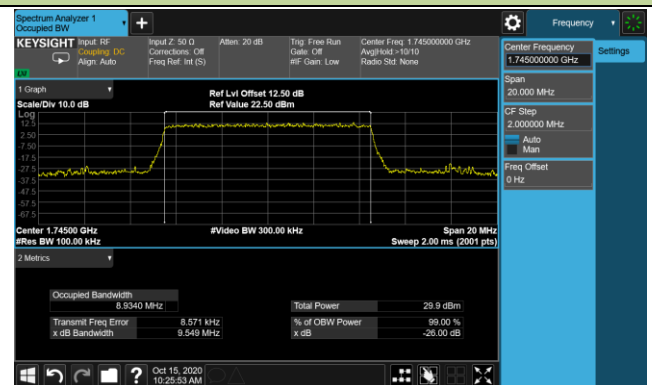 Spectrum Analyzer 1
Occupied BW
+
Frequency
KEYSIGHT
Input: RF
Coupling: DC
Align: Auto
Input Z: 50 Ω
Corrections: Off
Freq Ref: Int (S)
Atten: 20 dB
Trig: Free Run
Gate: Off
#IF Gain: Low
Center Freq: 1.745000000 GHz
Avg|Hold:>10/10
Radio Std: None
LXI
Center Frequency
1.745000000 GHz
Settings
Span
20.000 MHz
CF Step
2.000000 MHz
Auto
Man
Freq Offset
0 Hz
1 Graph
Scale/Div 10.0 dB
Ref Lvl Offset 12.50 dB
Ref Value 22.50 dBm
Log
12.5
2.50
-7.50
-17.5
-27.5
-37.5
-47.5
-57.5
-67.5
Center 1.74500 GHz
#Video BW 300.00 kHz
Span 20 MHz
#Res BW 100.00 kHz
Sweep 2.00 ms (2001 pts)
2 Metrics
Occupied Bandwidth
8.9340 MHz
Total Power 29.9 dBm
Transmit Freq Error 8.571 kHz
% of OBW Power 99.00 %
x dB Bandwidth 9.549 MHz
x dB -26.00 dB
?
Oct 15, 2020
10:25:53 AM